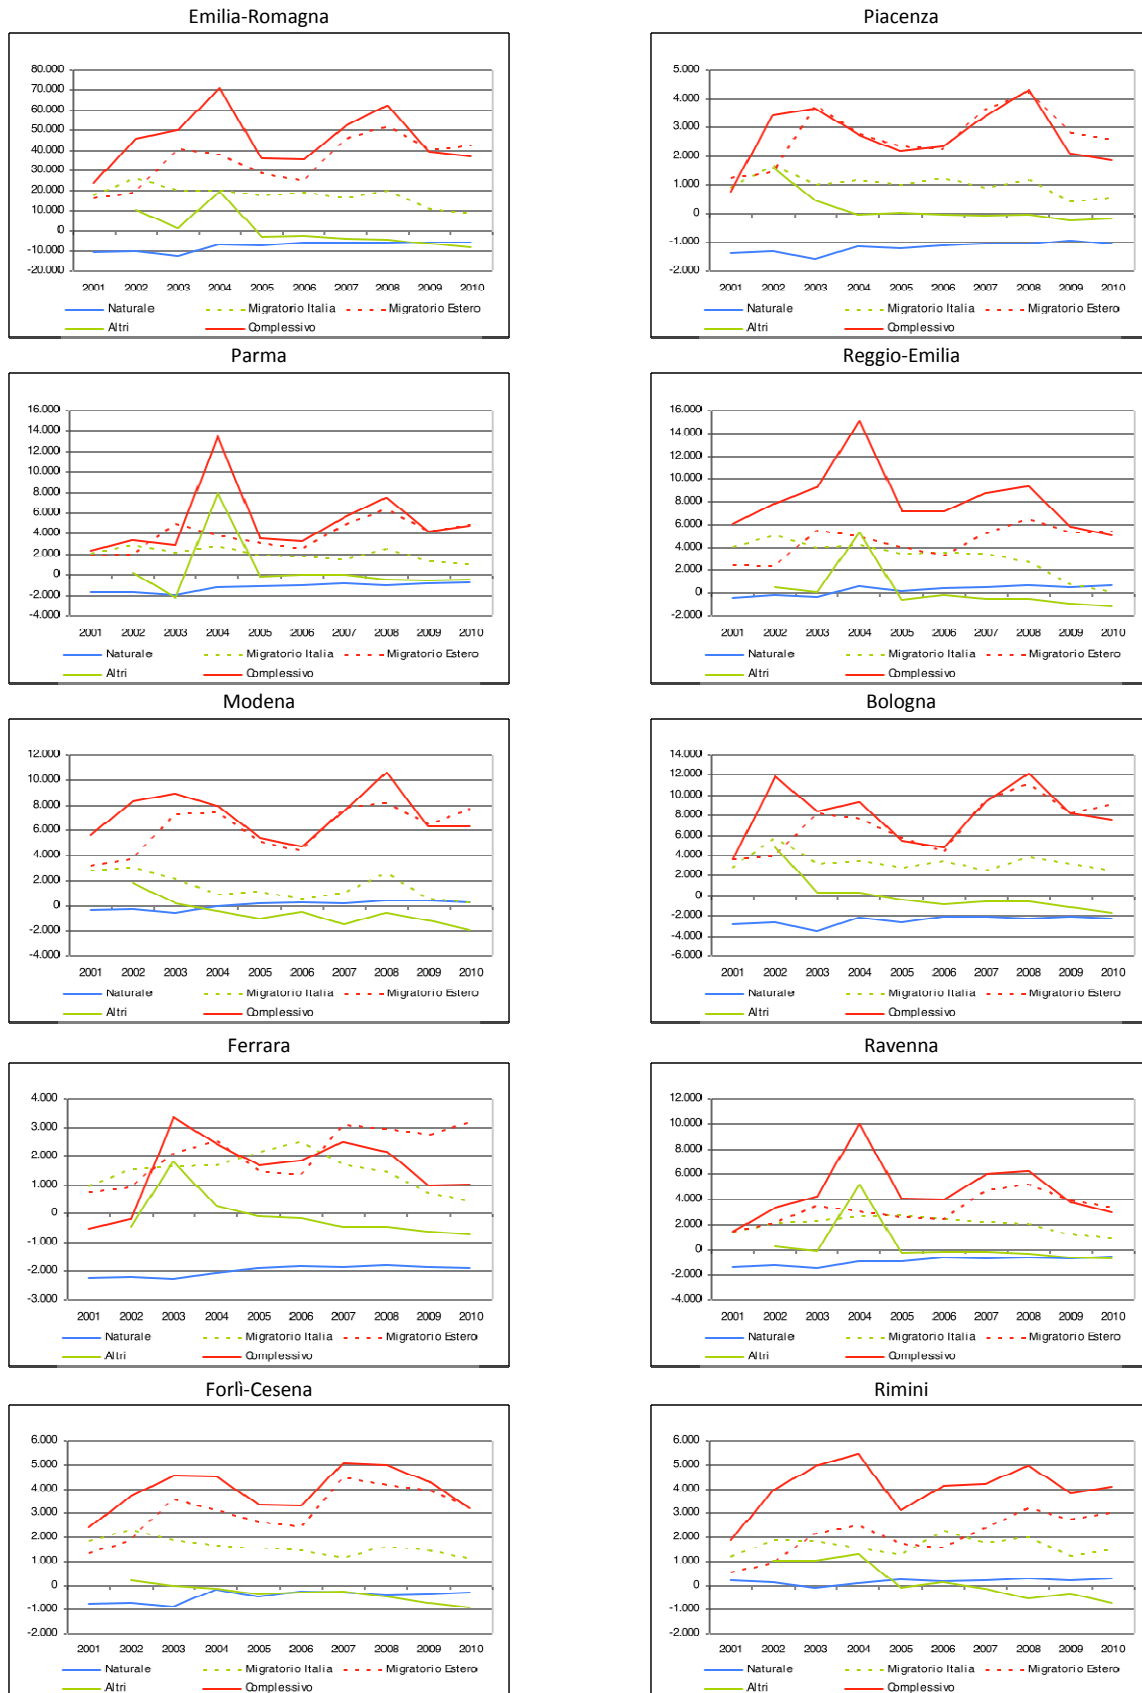 Emilia-Romagna
80.000
70.000
60.000
50.000
40.000
30.000
20.000
10.000
0
-10.000
-20.000
2001 2002 2003 2004 2005 2006 2007 2008 2009 2010
Naturale Migratorio Italia Migratorio Estero
Altri Complessivo
Piacenza
5.000
4.000
3.000
2.000
1.000
0
-1.000
-2.000
2001 2002 2003 2004 2005 2006 2007 2008 2009 2010
Naturale Migratorio Italia Migratorio Estero
Altri Complessivo
Parma
16.000
14.000
12.000
10.000
8.000
6.000
4.000
2.000
0
-2.000
-4.000
2001 2002 2003 2004 2005 2006 2007 2008 2009 2010
Naturale Migratorio Italia Migratorio Estero
Altri Complessivo
Reggio-Emilia
16.000
14.000
12.000
10.000
8.000
6.000
4.000
2.000
0
-2.000
2001 2002 2003 2004 2005 2006 2007 2008 2009 2010
Naturale Migratorio Italia Migratorio Estero
Altri Complessivo
Modena
12.000
10.000
8.000
6.000
4.000
2.000
0
-2.000
-4.000
2001 2002 2003 2004 2005 2006 2007 2008 2009 2010
Naturale Migratorio Italia Migratorio Estero
Altri Complessivo
Bologna
14.000
12.000
10.000
8.000
6.000
4.000
2.000
0
-2.000
-4.000
-6.000
2001 2002 2003 2004 2005 2006 2007 2008 2009 2010
Naturale Migratorio Italia Migratorio Estero
Altri Complessivo
Ferrara
4.000
3.000
2.000
1.000
0
-1.000
-2.000
-3.000
2001 2002 2003 2004 2005 2006 2007 2008 2009 2010
Naturale Migratorio Italia Migratorio Estero
Altri Complessivo
Ravenna
12.000
10.000
8.000
6.000
4.000
2.000
0
-2.000
-4.000
2001 2002 2003 2004 2005 2006 2007 2008 2009 2010
Naturale Migratorio Italia Migratorio Estero
Altri Complessivo
Forlì-Cesena
6.000
5.000
4.000
3.000
2.000
1.000
0
-1.000
-2.000
2001 2002 2003 2004 2005 2006 2007 2008 2009 2010
Naturale Migratorio Italia Migratorio Estero
Altri Complessivo
Rimini
6.000
5.000
4.000
3.000
2.000
1.000
0
-1.000
-2.000
2001 2002 2003 2004 2005 2006 2007 2008 2009 2010
Naturale Migratorio Italia Migratorio Estero
Altri Complessivo